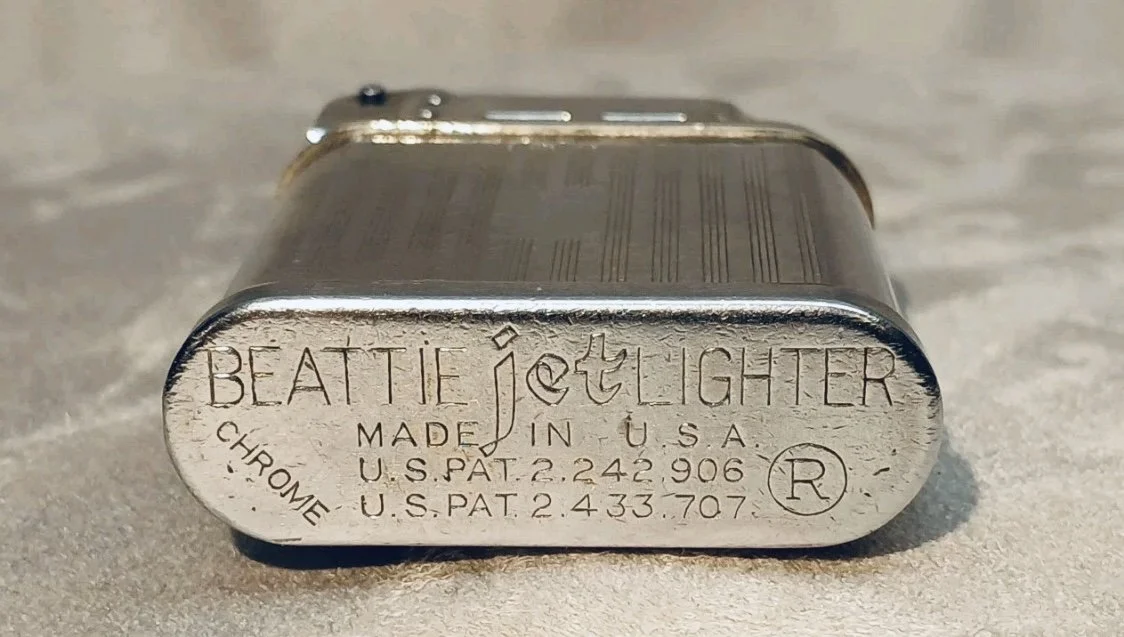 BEATTIE jet LIGHTER
MADE IN U.S.A.
U.S.PAT.2.242.906
U.S.PAT.2.433.707.
CHROME
R